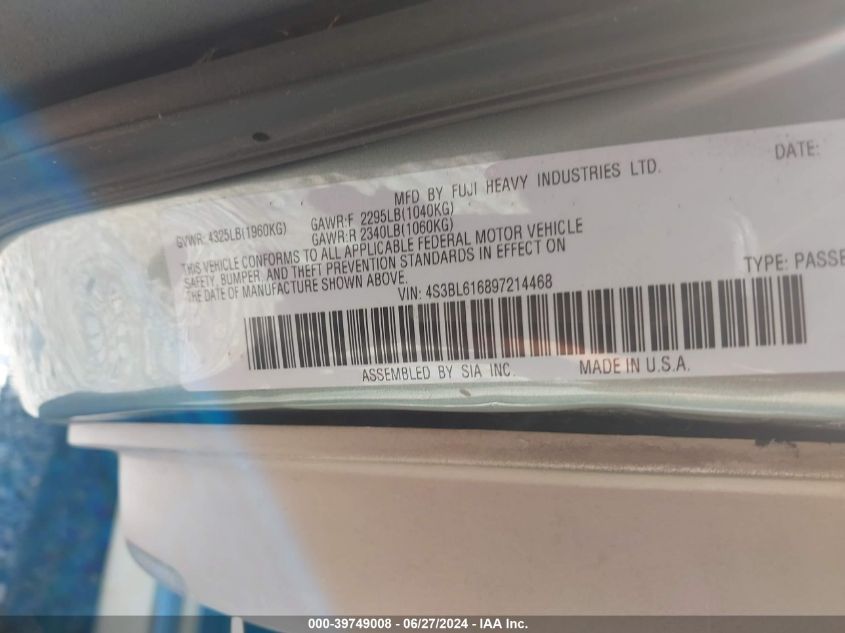 MFD BY FUJI HEAVY INDUSTRIES LTD.
DATE:
GVWR: 4325LB(1960KG)
GAWR:F 2295LB(1040KG)
GAWR:R 2340LB(1060KG)
THIS VEHICLE CONFORMS TO ALL APPLICABLE FEDERAL MOTOR VEHICLE
SAFETY, BUMPER, AND THEFT PREVENTION STANDARDS IN EFFECT ON
THE DATE OF MANUFACTURE SHOWN ABOVE.
VIN: 4S3BL616897214468
TYPE: PASSE
ASSEMBLED BY SIA INC.
MADE IN U.S.A.
000-39749008 - 06/27/2024 - IAA Inc.